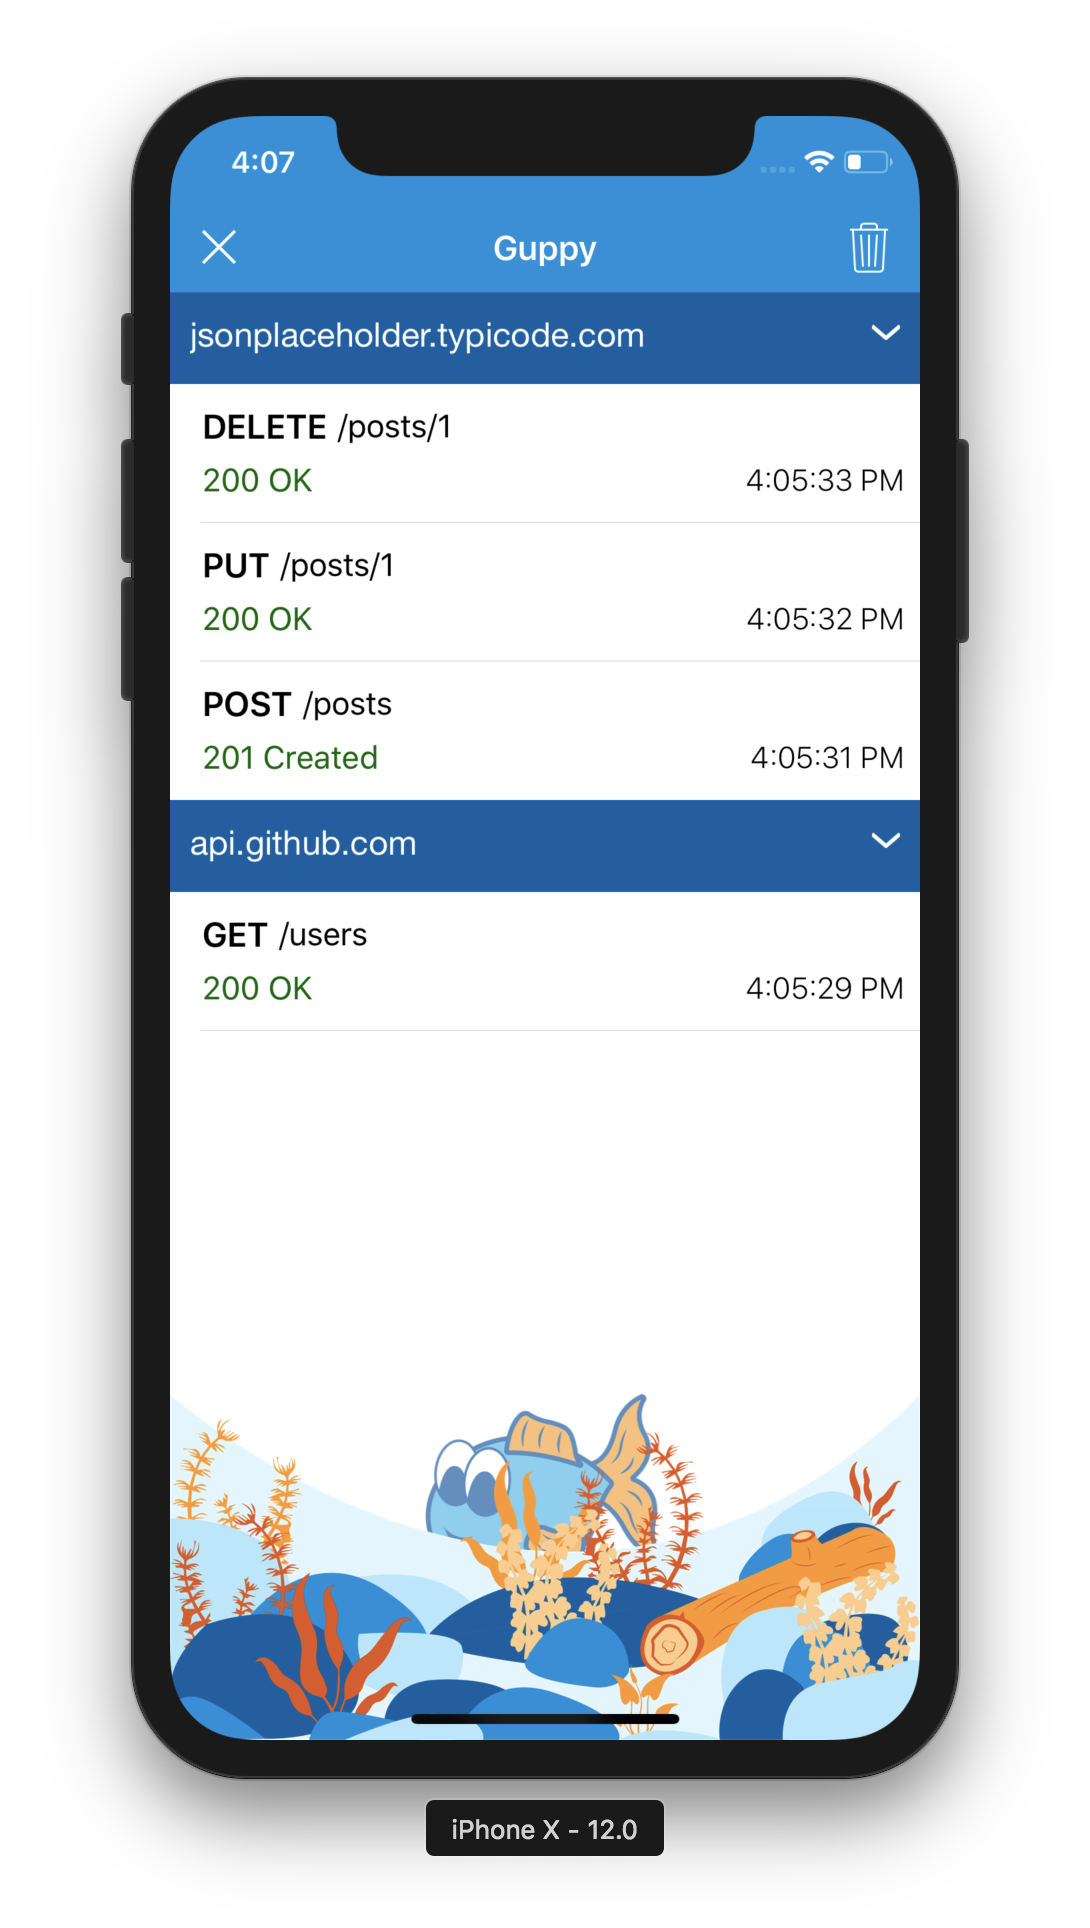 4:07
Guppy
jsonplaceholder.typicode.com
DELETE /posts/1
200 OK 4:05:33 PM
PUT /posts/1
200 OK 4:05:32 PM
POST /posts
201 Created 4:05:31 PM
api.github.com
GET /users
200 OK 4:05:29 PM
iPhone X - 12.0